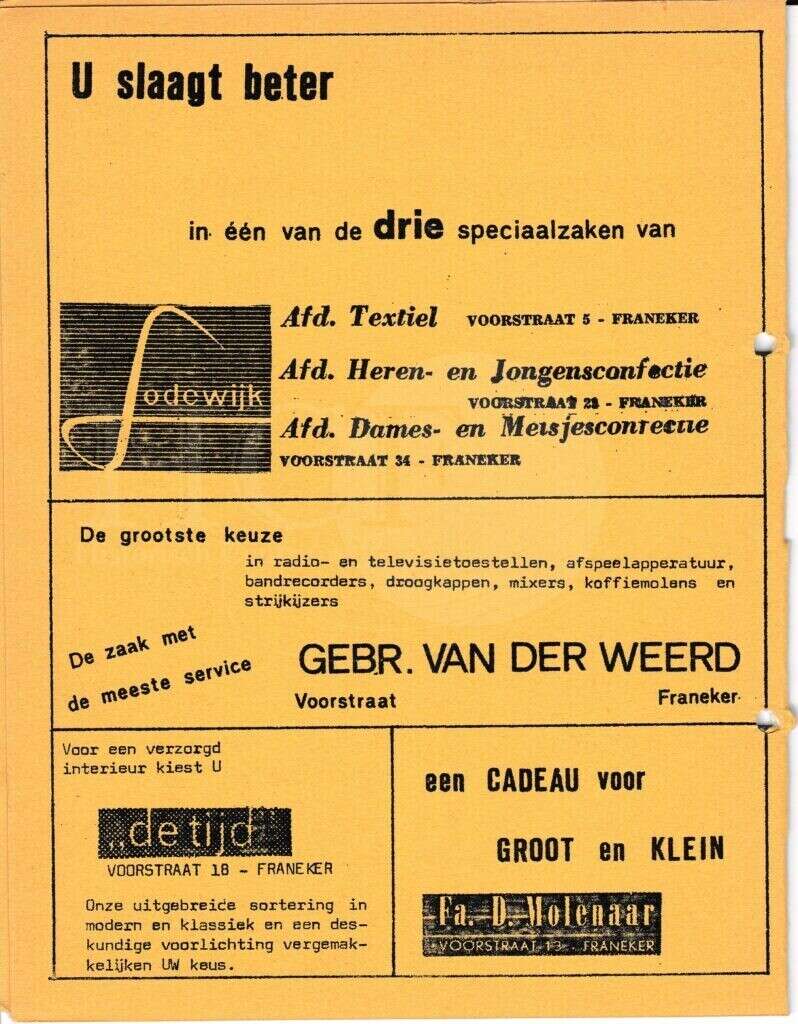 U slaagt beter
in één van de drie speciaalzaken van
Lodewijk
Afd. Textiel VOORSTRAAT 5 - FRANEKER
Afd. Heren- en Jongensconfectie
VOORSTRAAT 21 - FRANEKER
Afd. Dames- en Meisjesconfectie
VOORSTRAAT 34 - FRANEKER
De grootste keuze
in radio- en televisietoestellen, afspeelapperatuur,
bandrecorders, droogkappen, mixers, koffiemolens en
strijkijzers
De zaak met
de meeste service
GEBR. VAN DER WEERD
Voorstraat Franeker
Voor een verzorgd
interieur kiest U
„de tijd"
VOORSTRAAT 18 - FRANEKER
Onze uitgebreide sortering in
modern en klassiek en een des-
kundige voorlichting vergemak-
kelijken UW keus.
een CADEAU voor
GROOT en KLEIN
Fa. D. Molenaar
VOORSTRAAT 13 - FRANEKER